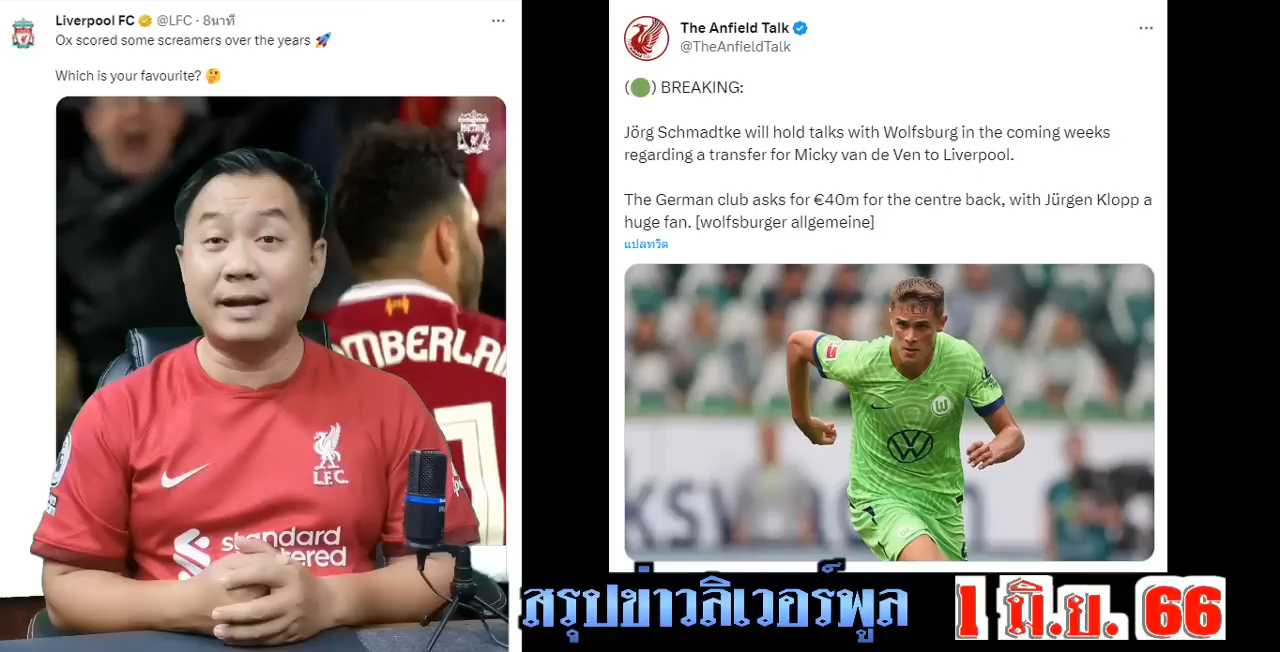 Liverpool FC @LFC · 8นาที
Ox scored some screamers over the years 🚀
Which is your favourite? 🤔
MBERLAI
L.F.C.
standard
tered
The Anfield Talk
@TheAnfieldTalk
(🟢) BREAKING:
Jörg Schmadtke will hold talks with Wolfsburg in the coming weeks
regarding a transfer for Micky van de Ven to Liverpool.
The German club asks for €40m for the centre back, with Jürgen Klopp a
huge fan. [wolfsburger allgemeine]
แปลทวีต
สรุปข่าวลิเวอร์พูล
1 มิ.ย. 66